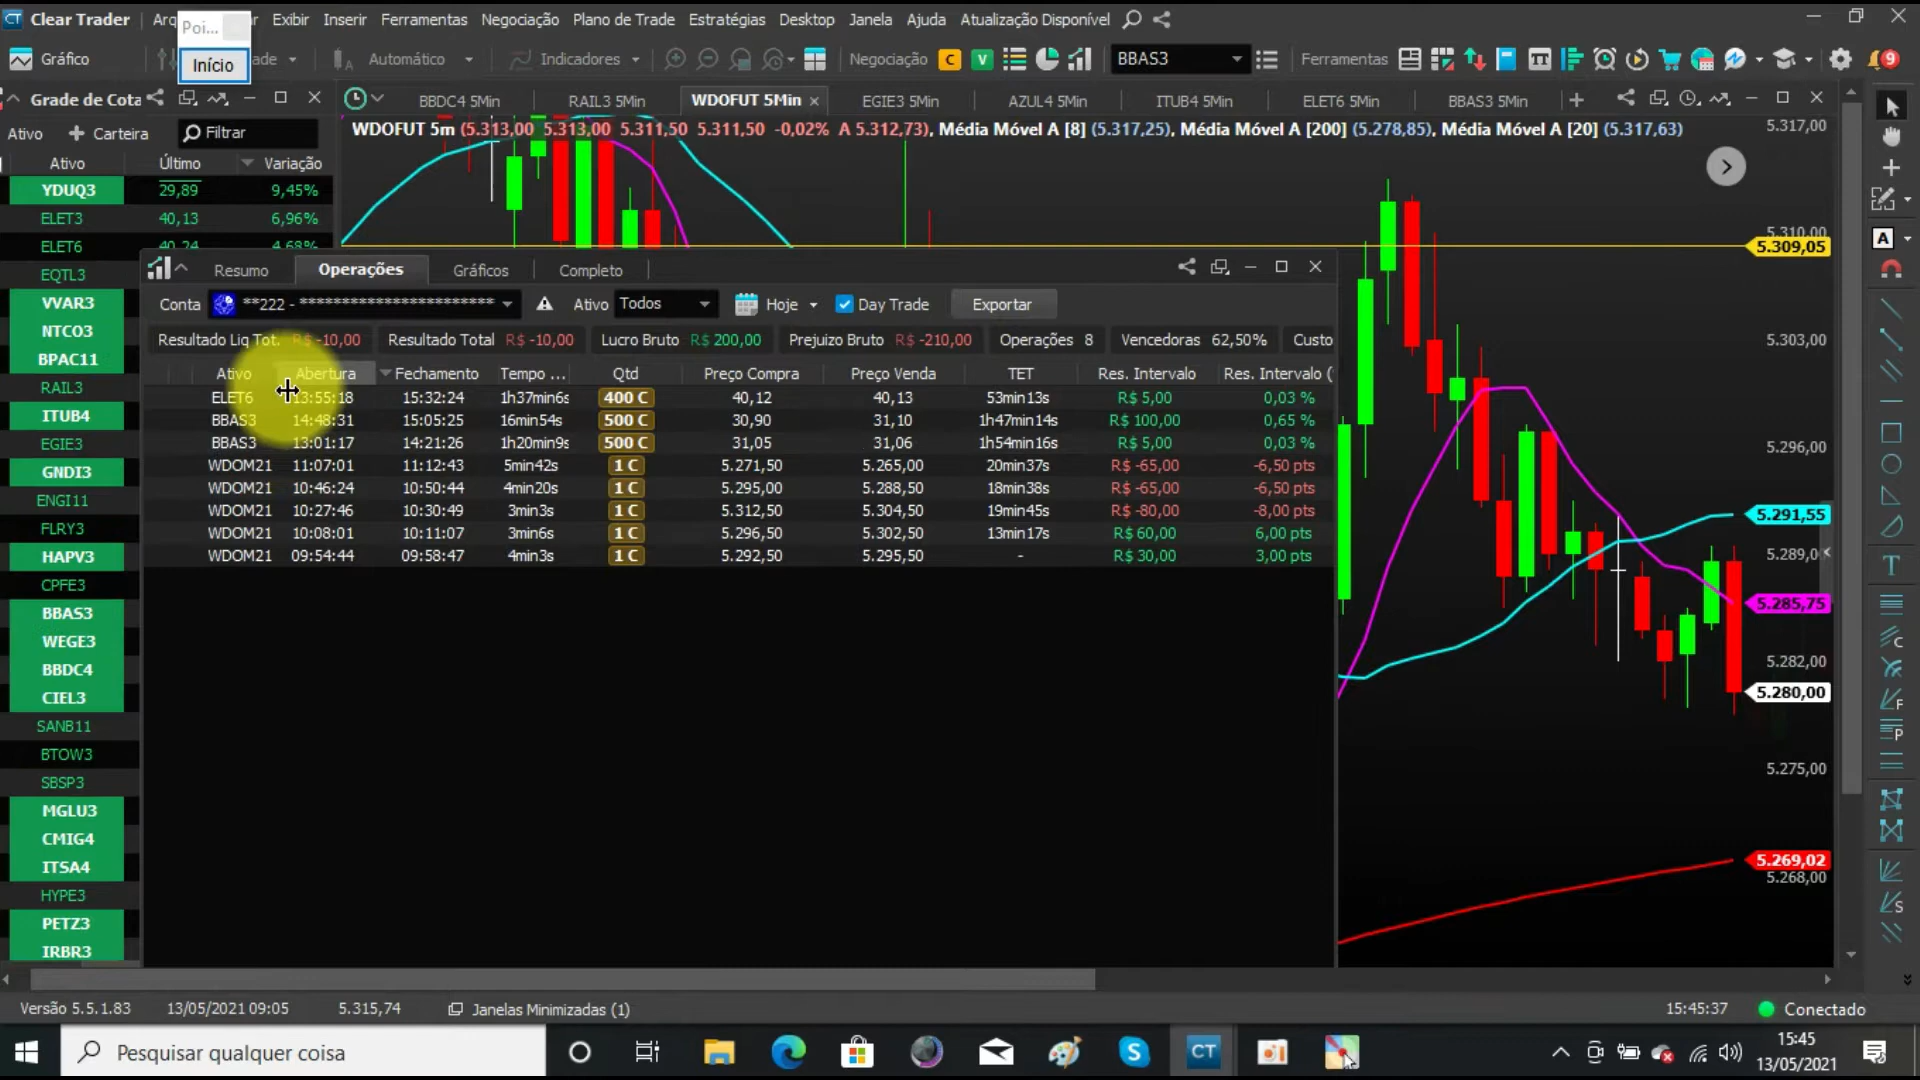 Clear Trader Exibir Inserir Ferramentas Negociação Plano de Trade Estratégias Desktop Janela Ajuda Atualização Disponível
Poi...
Início
Gráfico Automático Indicadores Negociação C V BBAS3 Ferramentas 9
Grade de Cota
Ativo Carteira Filtrar
Ativo Último Variação
YDUQ3 29,89 9,45%
ELET3 40,13 6,96%
ELET6 40,24 4,68%
EQTL3
VVAR3
NTCO3
BPAC11
RAIL3
ITUB4
EGIE3
GNDI3
ENGI11
FLRY3
HAPV3
CPFE3
BBAS3
WEGE3
BBDC4
CIEL3
SANB11
BTOW3
SBSP3
MGLU3
CMIG4
ITSA4
HYPE3
PETZ3
IRBR3
BBDC4 5Min RAIL3 5Min WDOFUT 5Min EGIE3 5Min AZUL4 5Min ITUB4 5Min ELET6 5Min BBAS3 5Min
WDOFUT 5m (5.313,00 5.313,00 5.311,50 5.311,50 -0,02% A 5.312,73), Média Móvel A [8] (5.317,25), Média Móvel A [200] (5.278,85), Média Móvel A [20] (5.317,63)
5.317,00
5.309,05
5.303,00
5.296,00
5.291,55
5.289,0
5.285,75
5.282,00
5.280,00
5.275,00
5.269,02
5.268,00
Resumo Operações Gráficos Completo
Conta **222 - *********************** Ativo Todos Hoje Day Trade Exportar
Resultado Liq Tot. R$ -10,00 Resultado Total R$ -10,00 Lucro Bruto R$ 200,00 Prejuizo Bruto R$ -210,00 Operações 8 Vencedoras 62,50% Custo
Ativo Abertura Fechamento Tempo ... Qtd Preço Compra Preço Venda TET Res. Intervalo Res. Intervalo (
ELET6 13:55:18 15:32:24 1h37min6s 400 C 40,12 40,13 53min13s R$ 5,00 0,03 %
BBAS3 14:48:31 15:05:25 16min54s 500 C 30,90 31,10 1h47min14s R$ 100,00 0,65 %
BBAS3 13:01:17 14:21:26 1h20min9s 500 C 31,05 31,06 1h54min16s R$ 5,00 0,03 %
WDOM21 11:07:01 11:12:43 5min42s 1 C 5.271,50 5.265,00 20min37s R$ -65,00 -6,50 pts
WDOM21 10:46:24 10:50:44 4min20s 1 C 5.295,00 5.288,50 18min38s R$ -65,00 -6,50 pts
WDOM21 10:27:46 10:30:49 3min3s 1 C 5.312,50 5.304,50 19min45s R$ -80,00 -8,00 pts
WDOM21 10:08:01 10:11:07 3min6s 1 C 5.296,50 5.302,50 13min17s R$ 60,00 6,00 pts
WDOM21 09:54:44 09:58:47 4min3s 1 C 5.292,50 5.295,50 - R$ 30,00 3,00 pts
Versão 5.5.1.83 13/05/2021 09:05 5.315,74 Janelas Minimizadas (1) 15:45:37 Conectado
Pesquisar qualquer coisa CT 15:45
13/05/2021